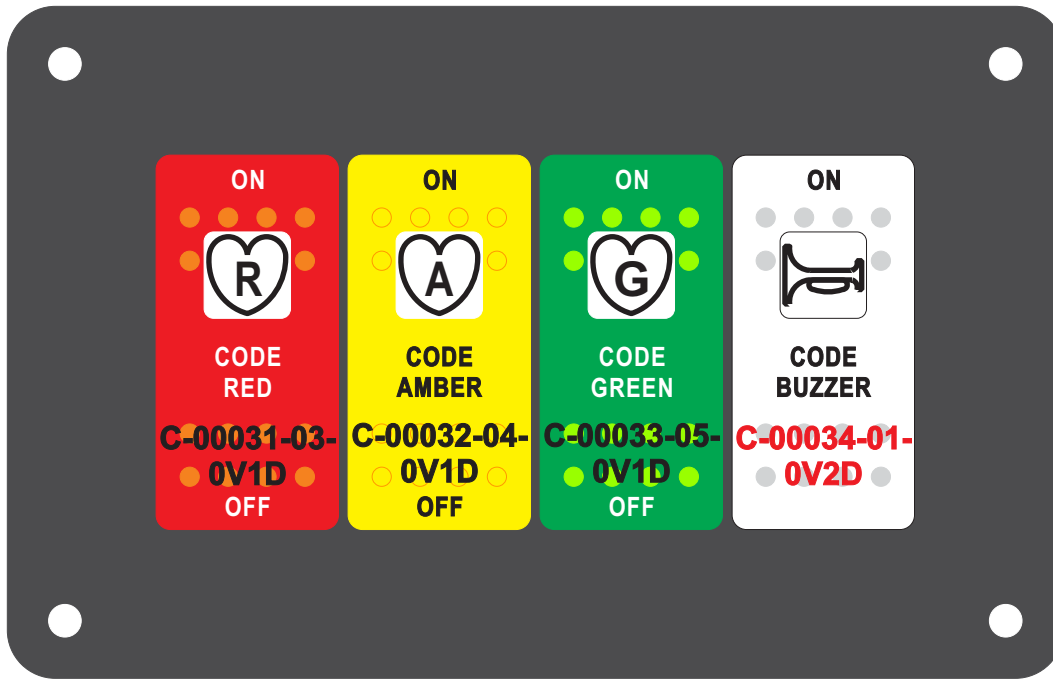 ON
R
CODE
RED
C-00031-03-
0V1D
OFF
ON
A
CODE
AMBER
C-00032-04-
0V1D
OFF
ON
G
CODE
GREEN
C-00033-05-
0V1D
OFF
ON
CODE
BUZZER
C-00034-01-
0V2D